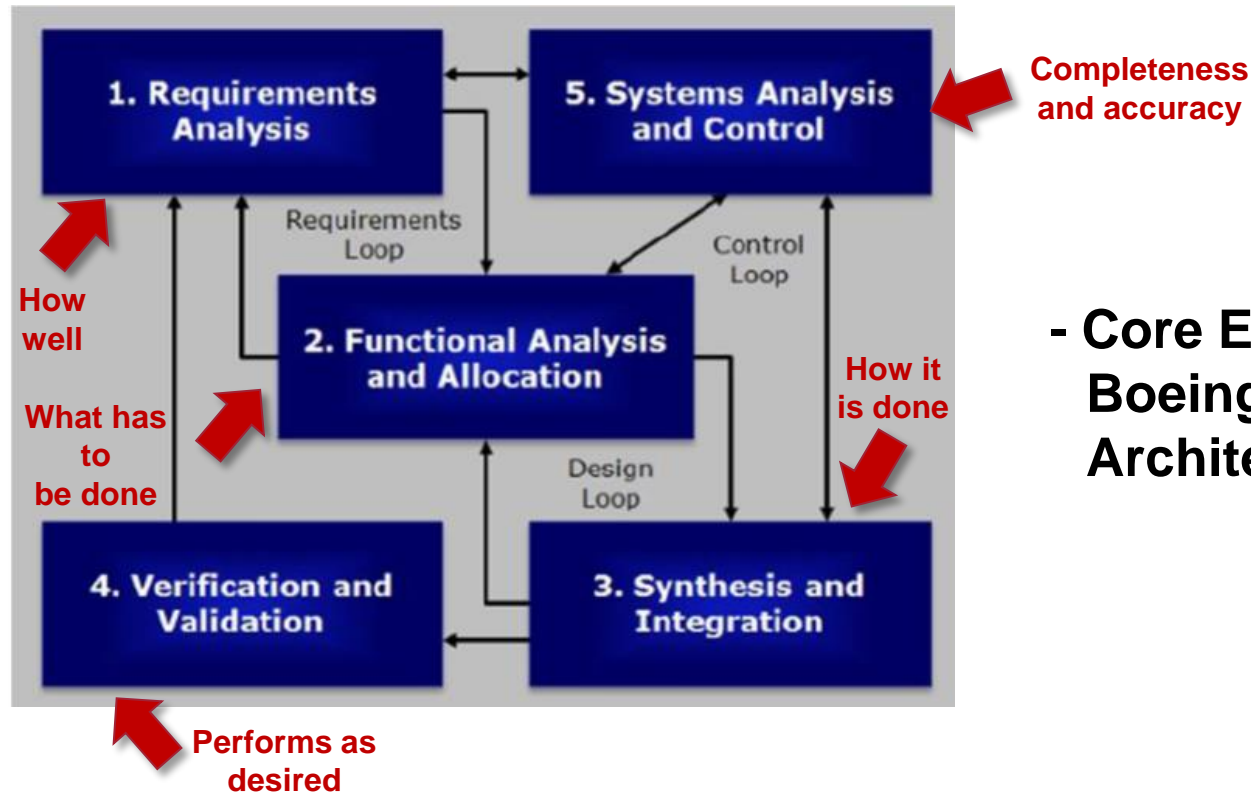 1. Requirements
Analysis
5. Systems Analysis
and Control
Completeness
and accuracy
Requirements
Loop
Control
Loop
How
well
2. Functional Analysis
and Allocation
How it
is done
What has
to
be done
Design
Loop
4. Verification and
Validation
3. Synthesis and
Integration
Performs as
desired
- Core E
Boeing
Archite